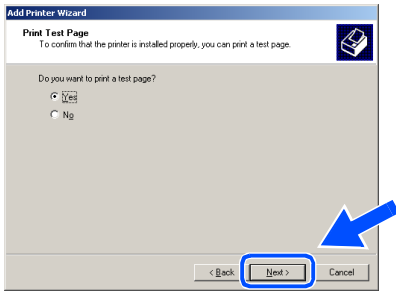 Add Printer Wizard
Print Test Page
To confirm that the printer is installed properly, you can print a test page.
Do you want to print a test page?
Yes
No
< Back
Next >
Cancel